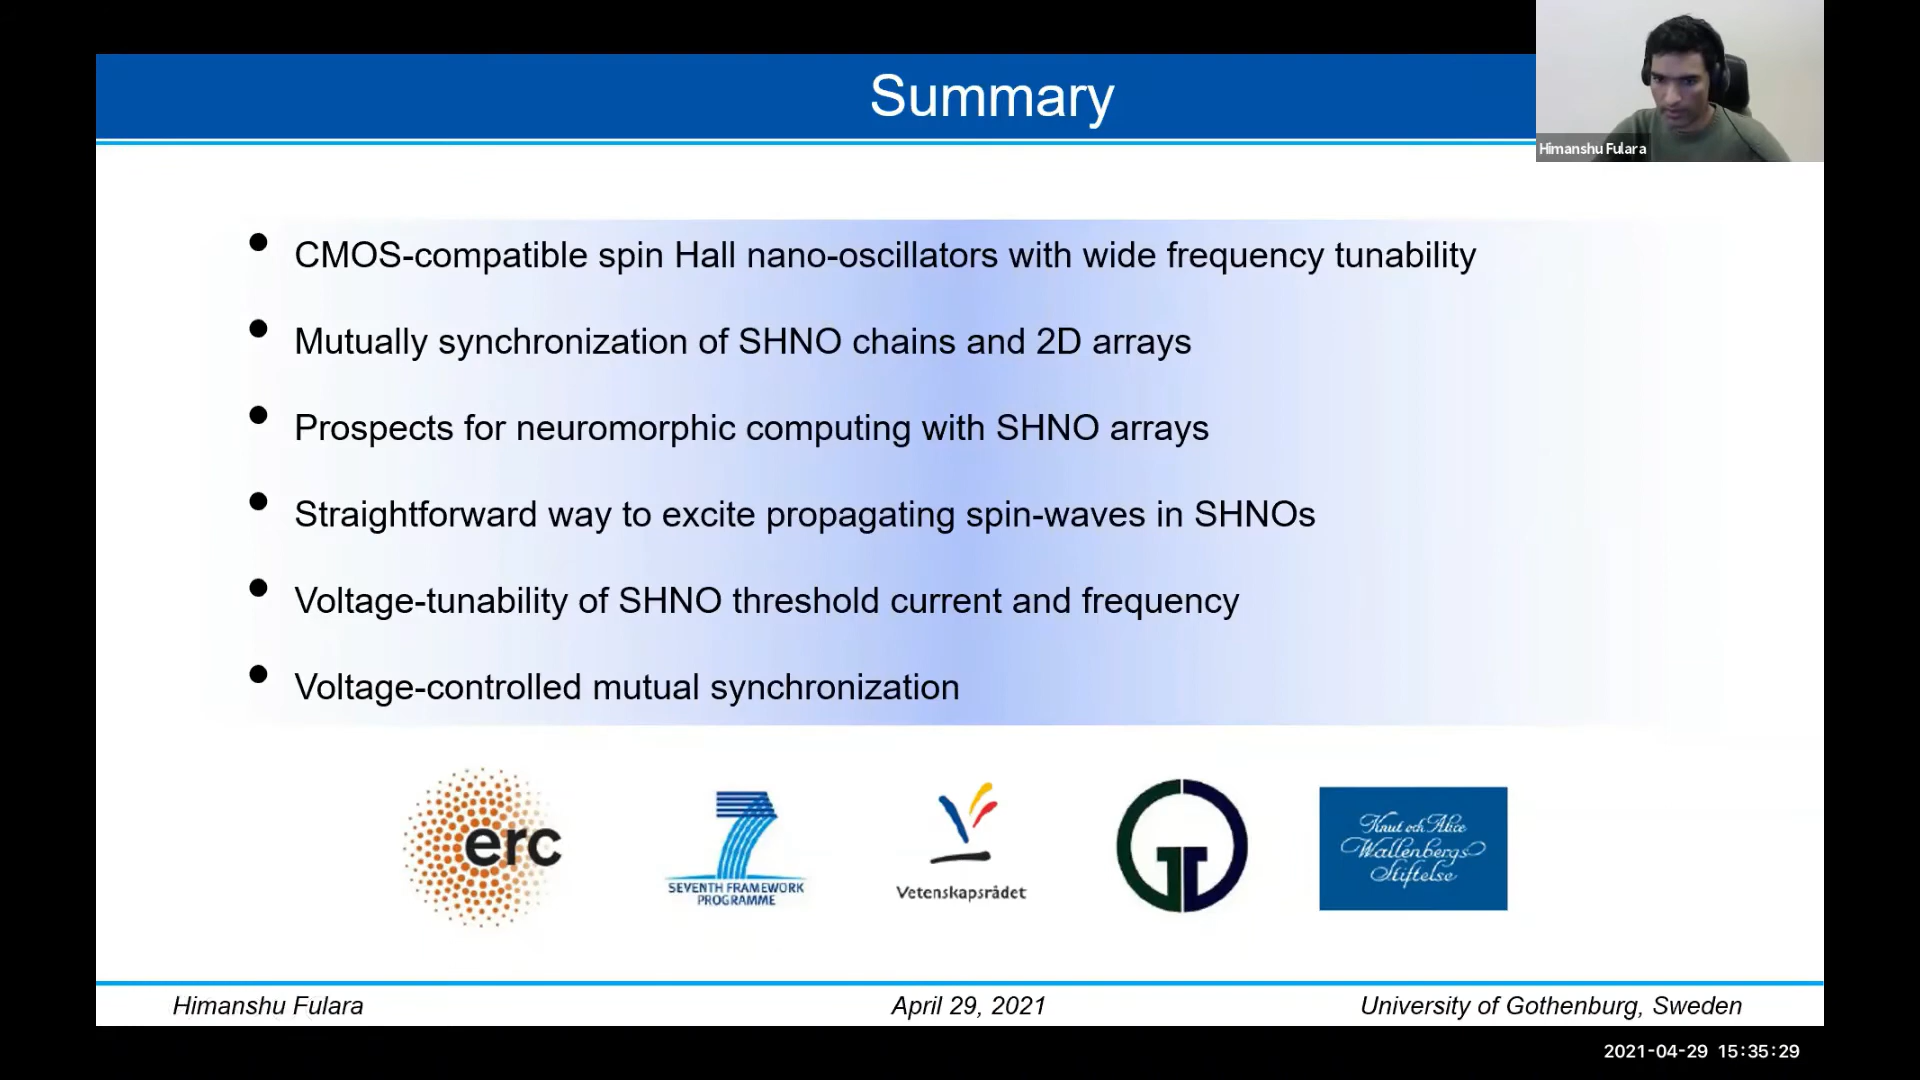 Summary
Himanshu Fulara
• CMOS-compatible spin Hall nano-oscillators with wide frequency tunability
• Mutually synchronization of SHNO chains and 2D arrays
• Prospects for neuromorphic computing with SHNO arrays
• Straightforward way to excite propagating spin-waves in SHNOs
• Voltage-tunability of SHNO threshold current and frequency
• Voltage-controlled mutual synchronization
erc
7
SEVENTH FRAMEWORK
PROGRAMME
Vetenskapsrådet
Knut och Alice
Wallenbergs
Stiftelse
Himanshu Fulara
April 29, 2021
University of Gothenburg, Sweden
2021-04-29 15:35:29